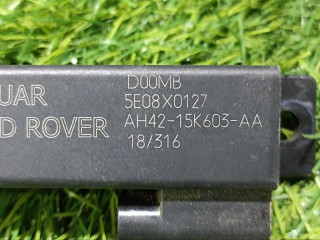 D00MB
5E08X0127
UAR
AH42-15K603-AA
D ROVER
18/316